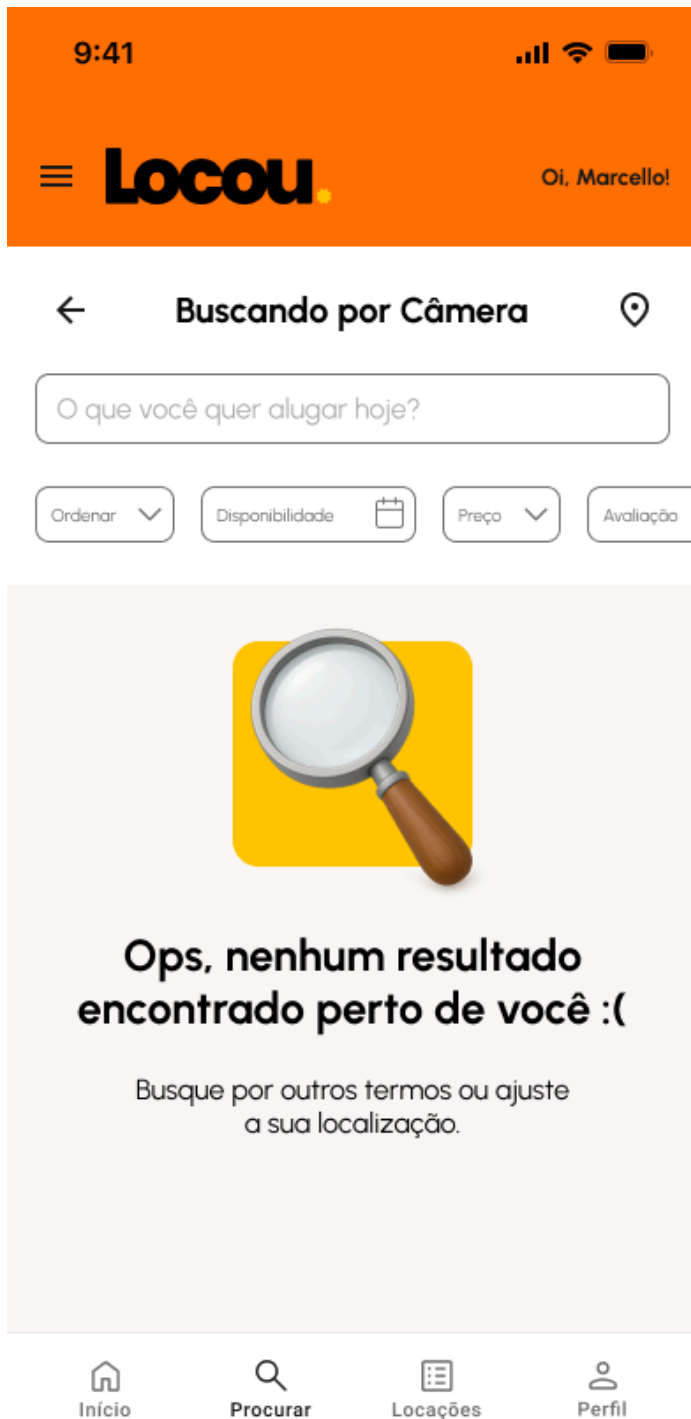 9:41
Locou.
Oi, Marcello!
Buscando por Câmera
O que você quer alugar hoje?
Ordenar
Disponibilidade
Preço
Avaliação
Ops, nenhum resultado
encontrado perto de você :(
Busque por outros termos ou ajuste
a sua localização.
Início
Procurar
Locações
Perfil